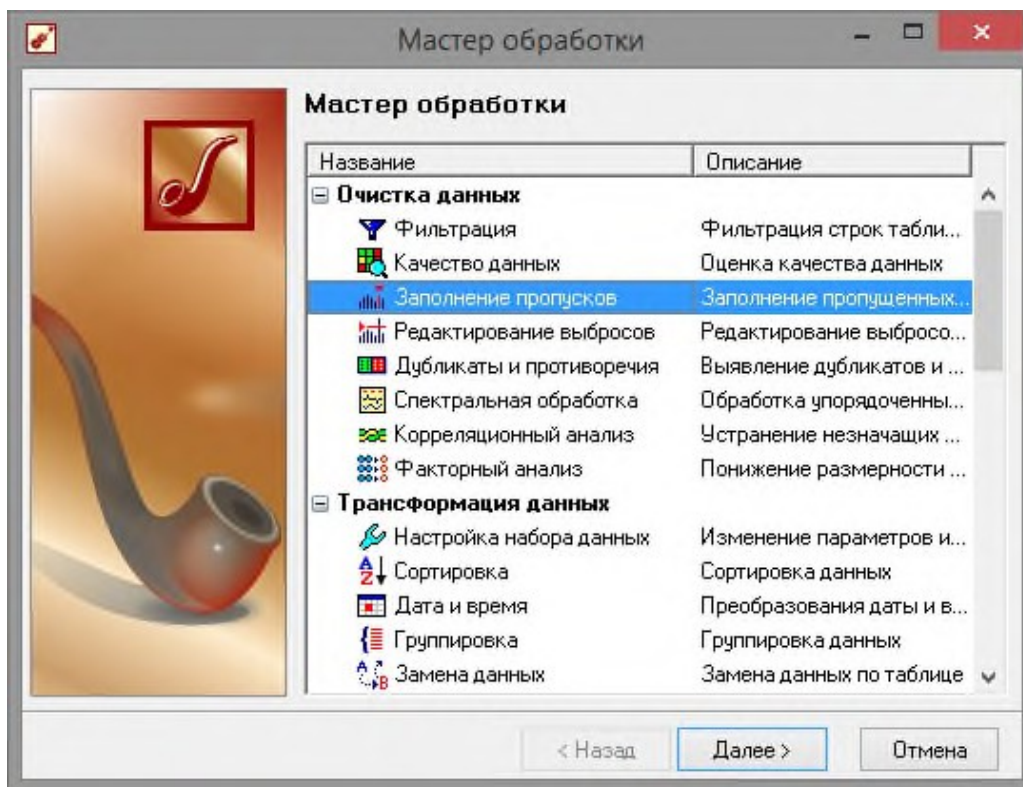 Мастер обработки
Мастер обработки
Название Описание
Очистка данных
Фильтрация Фильтрация строк табли...
Качество данных Оценка качества данных
Заполнение пропусков Заполнение пропущенных...
Редактирование выбросов Редактирование выбросо...
Дубликаты и противоречия Выявление дубликатов и ...
Спектральная обработка Обработка упорядоченны...
Корреляционный анализ Устранение незначащих ...
Факторный анализ Понижение размерности ...
Трансформация данных
Настройка набора данных Изменение параметров и...
Сортировка Сортировка данных
Дата и время Преобразования даты и в...
Группировка Группировка данных
Замена данных Замена данных по таблице
< Назад Далее > Отмена